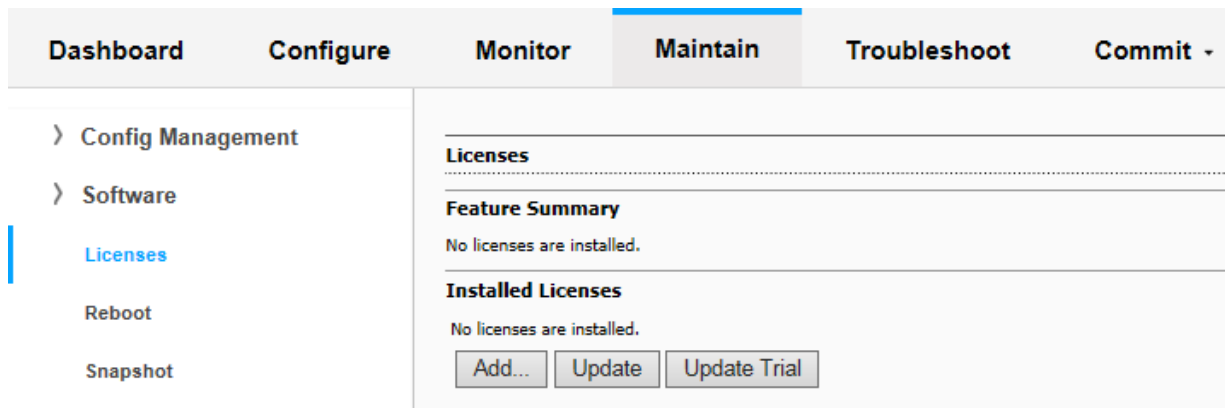 Dashboard Configure Monitor Maintain Troubleshoot Commit
Config Management
Software
Licenses
Reboot
Snapshot
Licenses
Feature Summary
No licenses are installed.
Installed Licenses
No licenses are installed.
Add... Update Update Trial